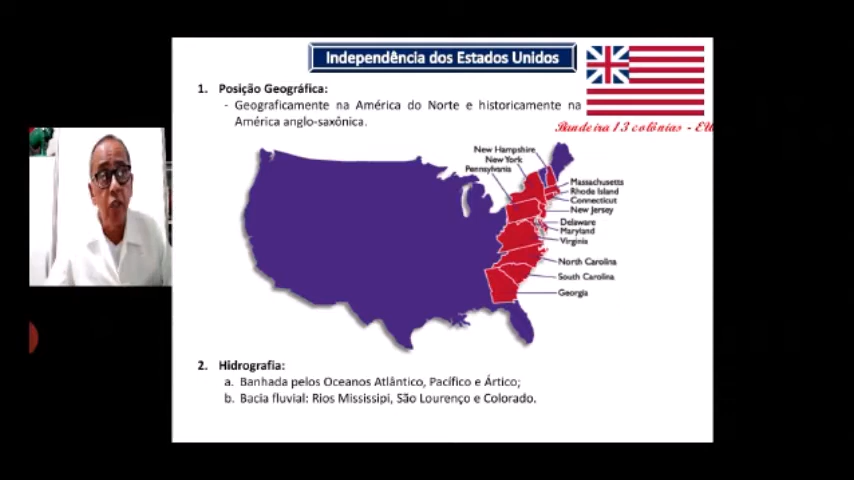 Independência dos Estados Unidos
1. Posição Geográfica:
- Geograficamente na América do Norte e historicamente na
América anglo-saxônica.
Bandeira 13 colônias - EU
New Hampshire
New York
Pennsylvania
Massachusetts
Rhode Island
Connecticut
New Jersey
Delaware
Maryland
Virginia
North Carolina
South Carolina
Georgia
2. Hidrografia:
a. Banhada pelos Oceanos Atlântico, Pacífico e Ártico;
b. Bacia fluvial: Rios Mississipi, São Lourenço e Colorado.